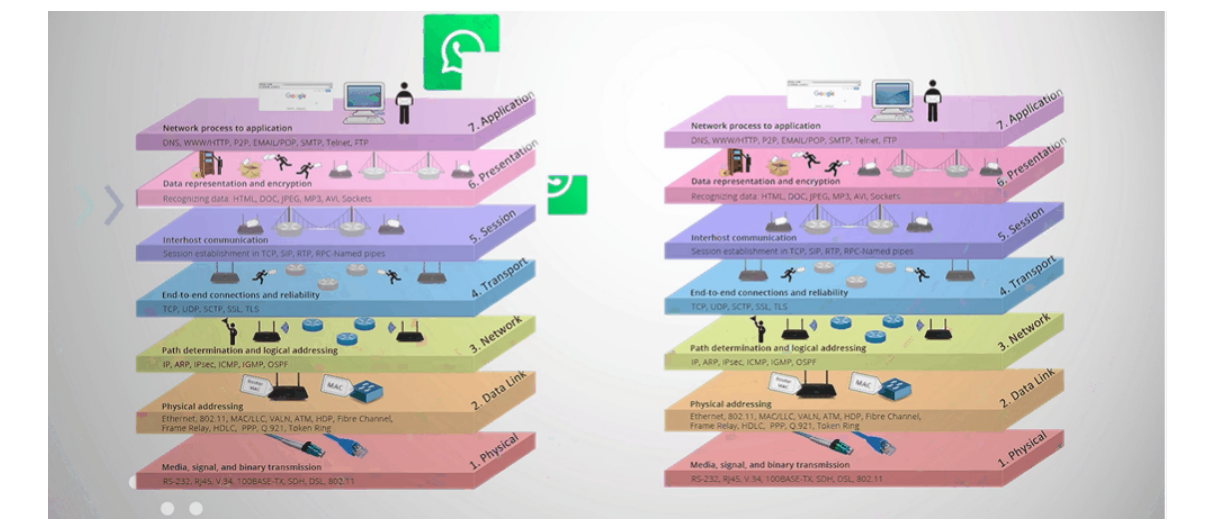 Google
7. Application
Network process to application
DNS, WWW/HTTP, P2P, EMAIL/POP, SMTP, Telnet, FTP
6. Presentation
Data representation and encryption
Recognizing data: HTML, DOC, JPEG, MP3, AVI, Sockets
5. Session
Interhost communication
Session establishment in TCP, SIP, RTP, RPC-Named pipes
4. Transport
End-to-end connections and reliability
TCP, UDP, SCTP, SSL, TLS
3. Network
Path determination and logical addressing
IP, ARP, IPsec, ICMP, IGMP, OSPF
MAC
MAC
2. Data Link
Physical addressing
Ethernet, 802.11, MAC/LLC, VALN, ATM, HDP, Fibre Channel,
Frame Relay, HDLC, PPP, Q.921, Token Ring
1. Physical
Media, signal, and binary transmission
RS-232, RJ45, V.34, 100BASE-TX, SDH, DSL, 802.11
Google
7. Application
Network process to application
DNS, WWW/HTTP, P2P, EMAIL/POP, SMTP, Telnet, FTP
6. Presentation
Data representation and encryption
Recognizing data: HTML, DOC, JPEG, MP3, AVI, Sockets
5. Session
Interhost communication
Session establishment in TCP, SIP, RTP, RPC-Named pipes
4. Transport
End-to-end connections and reliability
TCP, UDP, SCTP, SSL, TLS
3. Network
Path determination and logical addressing
IP, ARP, IPsec, ICMP, IGMP, OSPF
MAC
MAC
2. Data Link
Physical addressing
Ethernet, 802.11, MAC/LLC, VALN, ATM, HDP, Fibre Channel,
Frame Relay, HDLC, PPP, Q.921, Token Ring
1. Physical
Media, signal, and binary transmission
RS-232, RJ45, V.34, 100BASE-TX, SDH, DSL, 802.11